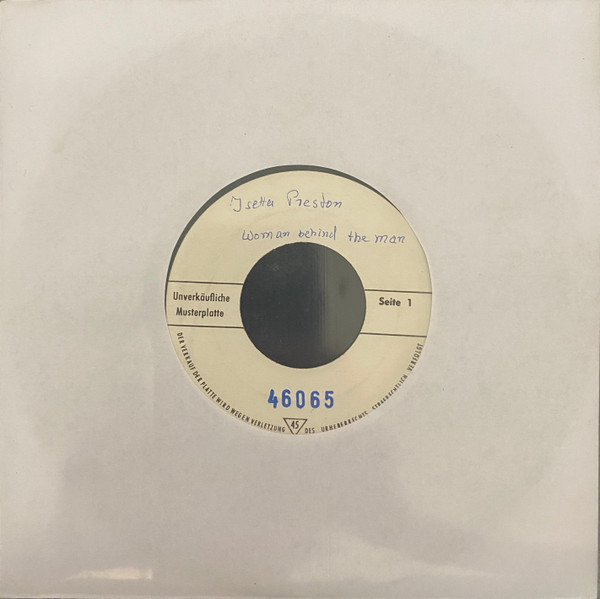 Isetta Preston
Woman behind the man
Unverkäufliche
Musterplatte
Seite 1
46065
DER VERKAUF DER PLATTE WIRD WEGEN VERLETZUNG
45
DES URHEBERRECHTS GERICHTLICH VERFOLGT